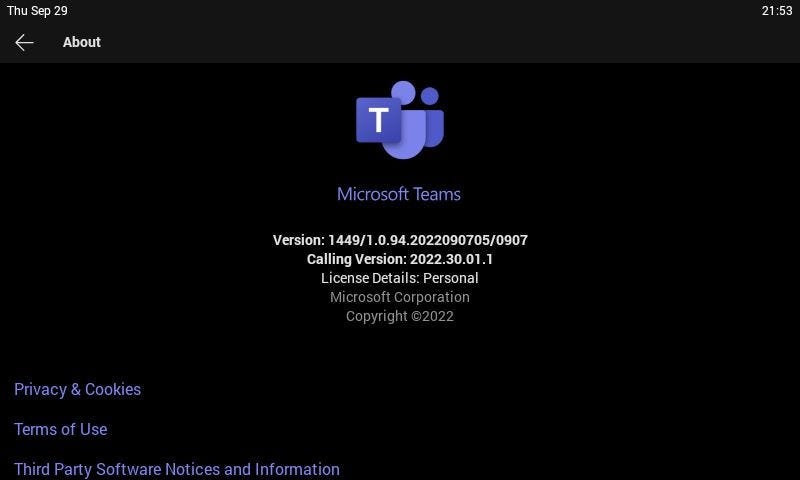 Thu Sep 29 21:53
About
T
Microsoft Teams
Version: 1449/1.0.94.2022090705/0907
Calling Version: 2022.30.01.1
License Details: Personal
Microsoft Corporation
Copyright ©2022
Privacy & Cookies
Terms of Use
Third Party Software Notices and Information